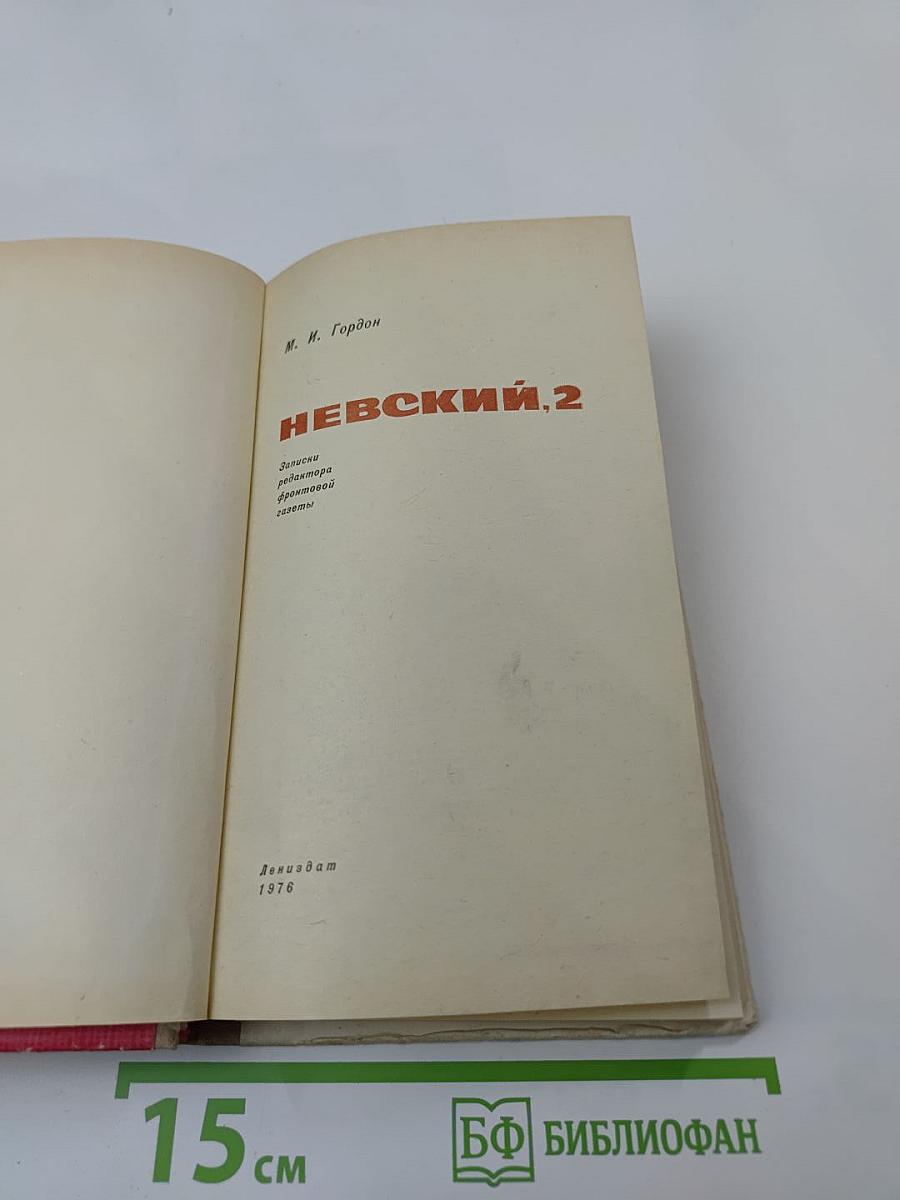 М. И. Гордон
НЕВСКИЙ, 2
Записки
редактора
фронтовой
газеты
Лениздат
1976
15 см
БФ БИБЛИОФАН